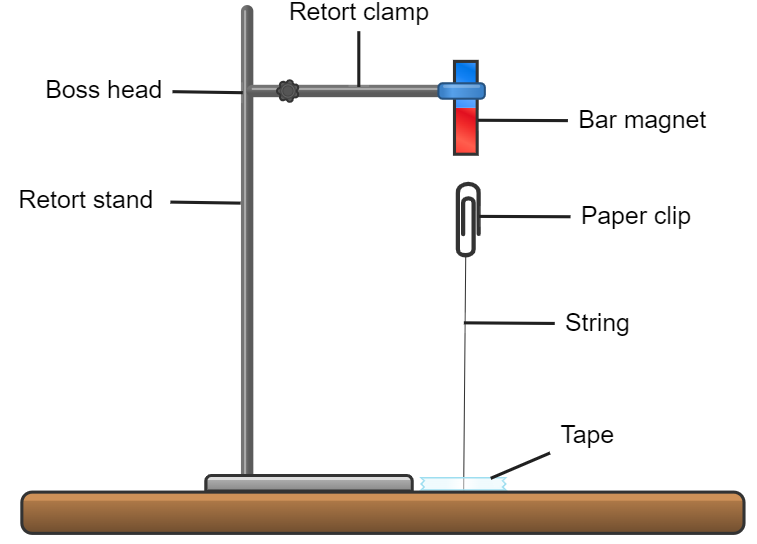 Retort clamp
Boss head
Bar magnet
Retort stand
Paper clip
String
Tape